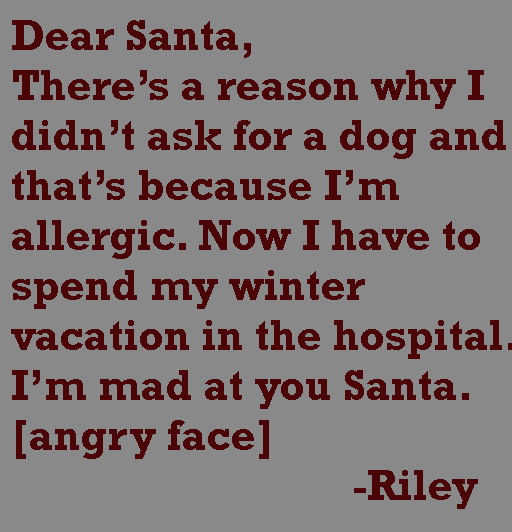 Dear Santa,
There’s a reason why I
didn’t ask for a dog and
that’s because I’m
allergic. Now I have to
spend my winter
vacation in the hospital.
I’m mad at you Santa.
[angry face]
-Riley